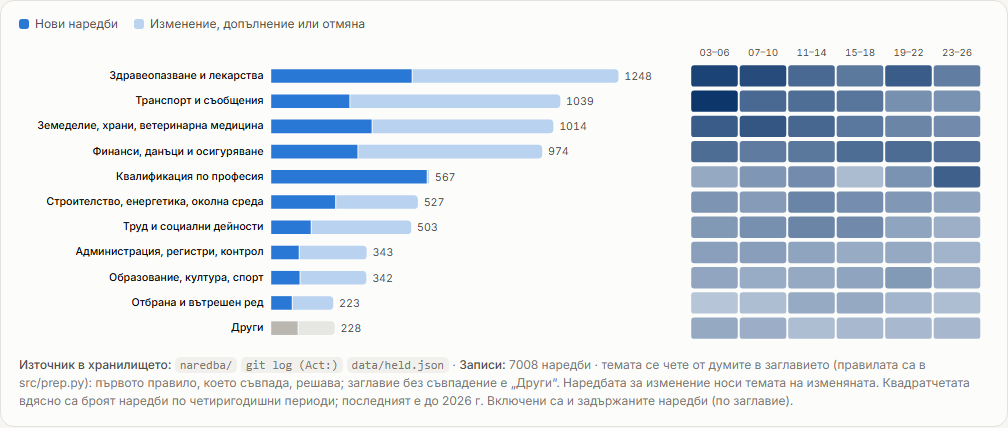 Нови наредби Изменение, допълнение или отмяна
03–06 07–10 11–14 15–18 19–22 23–26
Здравеопазване и лекарства 1248
Транспорт и съобщения 1039
Земеделие, храни, ветеринарна медицина 1014
Финанси, данъци и осигуряване 974
Квалификация по професия 567
Строителство, енергетика, околна среда 527
Труд и социални дейности 503
Администрация, регистри, контрол 343
Образование, култура, спорт 342
Отбрана и вътрешен ред 223
Други 228
Източник в хранилището: naredba/ git log (Act:) data/held.json · Записи: 7008 наредби · темата се чете от думите в заглавието (правилата са в
src/prep.py): първото правило, което съвпада, решава; заглавие без съвпадение е „Други“. Наредбата за изменение носи темата на изменяната. Квадратчетата
вдясно са броят наредби по четиригодишни периоди; последният е до 2026 г. Включени са и задържаните наредби (по заглавие).